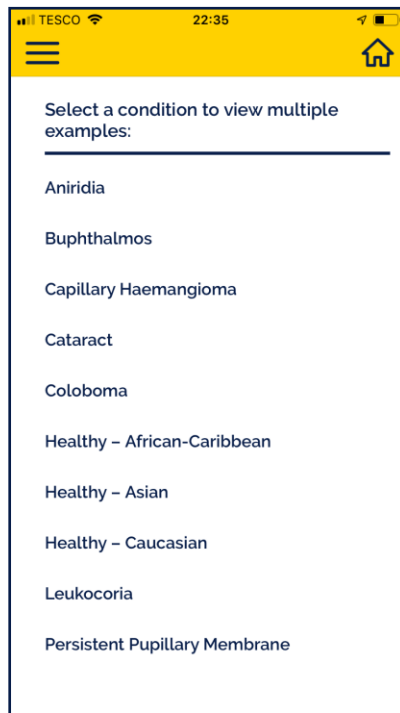 TESCO 22:35
Select a condition to view multiple
examples:
Aniridia
Buphthalmos
Capillary Haemangioma
Cataract
Coloboma
Healthy – African-Caribbean
Healthy – Asian
Healthy – Caucasian
Leukocoria
Persistent Pupillary Membrane